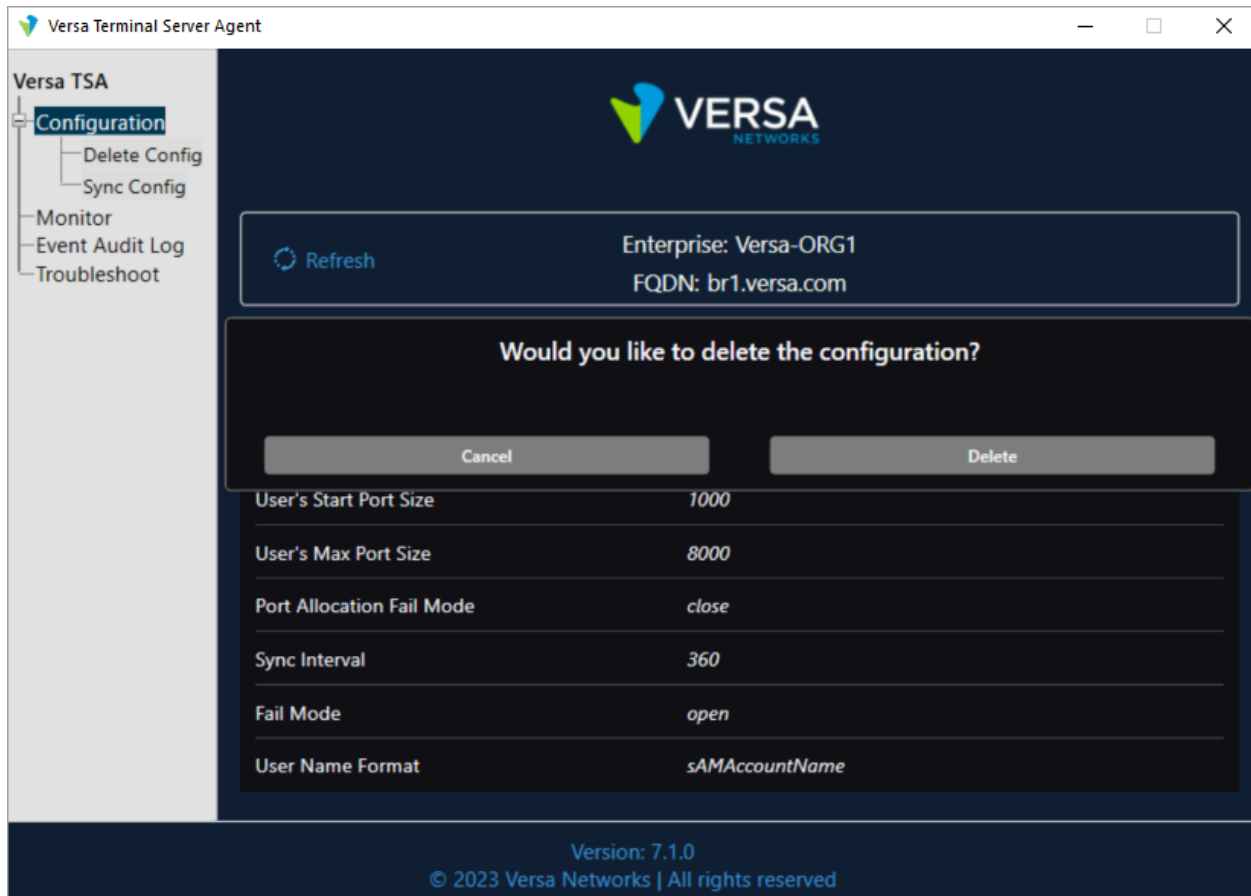 Versa Terminal Server Agent
Versa TSA
Configuration
Delete Config
Sync Config
Monitor
Event Audit Log
Troubleshoot
VERSA
NETWORKS
Refresh
Enterprise: Versa-ORG1
FQDN: br1.versa.com
Would you like to delete the configuration?
Cancel Delete
User's Start Port Size 1000
User's Max Port Size 8000
Port Allocation Fail Mode close
Sync Interval 360
Fail Mode open
User Name Format sAMAccountName
Version: 7.1.0
© 2023 Versa Networks | All rights reserved